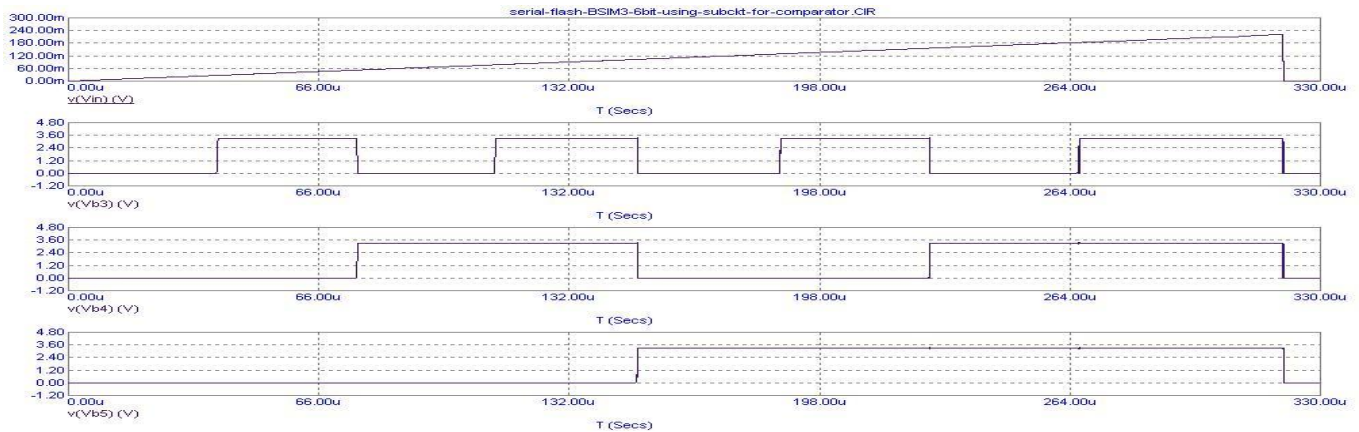 serial-flash-BSIM3-6bit-using-subckt-for-comparator.CIR
300.00m
240.00m
180.00m
120.00m
60.00m
0.00m
0.00u 66.00u 132.00u 198.00u 264.00u 330.00u
v(Vin) (V)
T (Secs)
4.80
3.60
2.40
1.20
0.00
-1.20
0.00u 66.00u 132.00u 198.00u 264.00u 330.00u
v(Vb3) (V)
T (Secs)
4.80
3.60
2.40
1.20
0.00
-1.20
0.00u 66.00u 132.00u 198.00u 264.00u 330.00u
v(Vb4) (V)
T (Secs)
4.80
3.60
2.40
1.20
0.00
-1.20
0.00u 66.00u 132.00u 198.00u 264.00u 330.00u
v(Vb5) (V)
T (Secs)